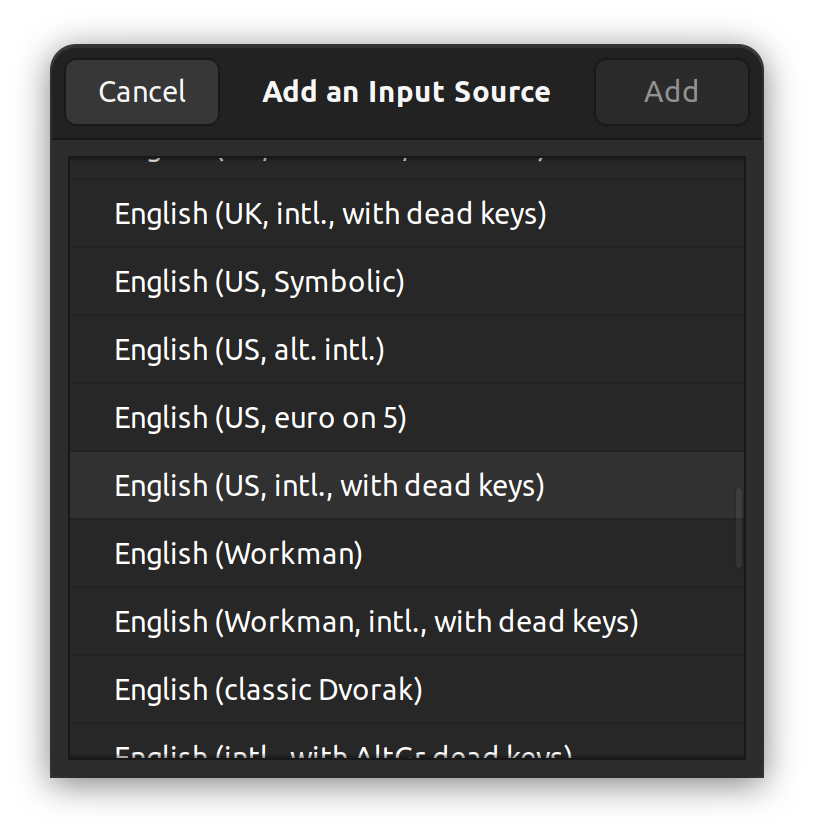 Cancel
Add an Input Source
Add
English (UK, intl., with dead keys)
English (US, Symbolic)
English (US, alt. intl.)
English (US, euro on 5)
English (US, intl., with dead keys)
English (Workman)
English (Workman, intl., with dead keys)
English (classic Dvorak)
English (intl., with AltGr dead keys)